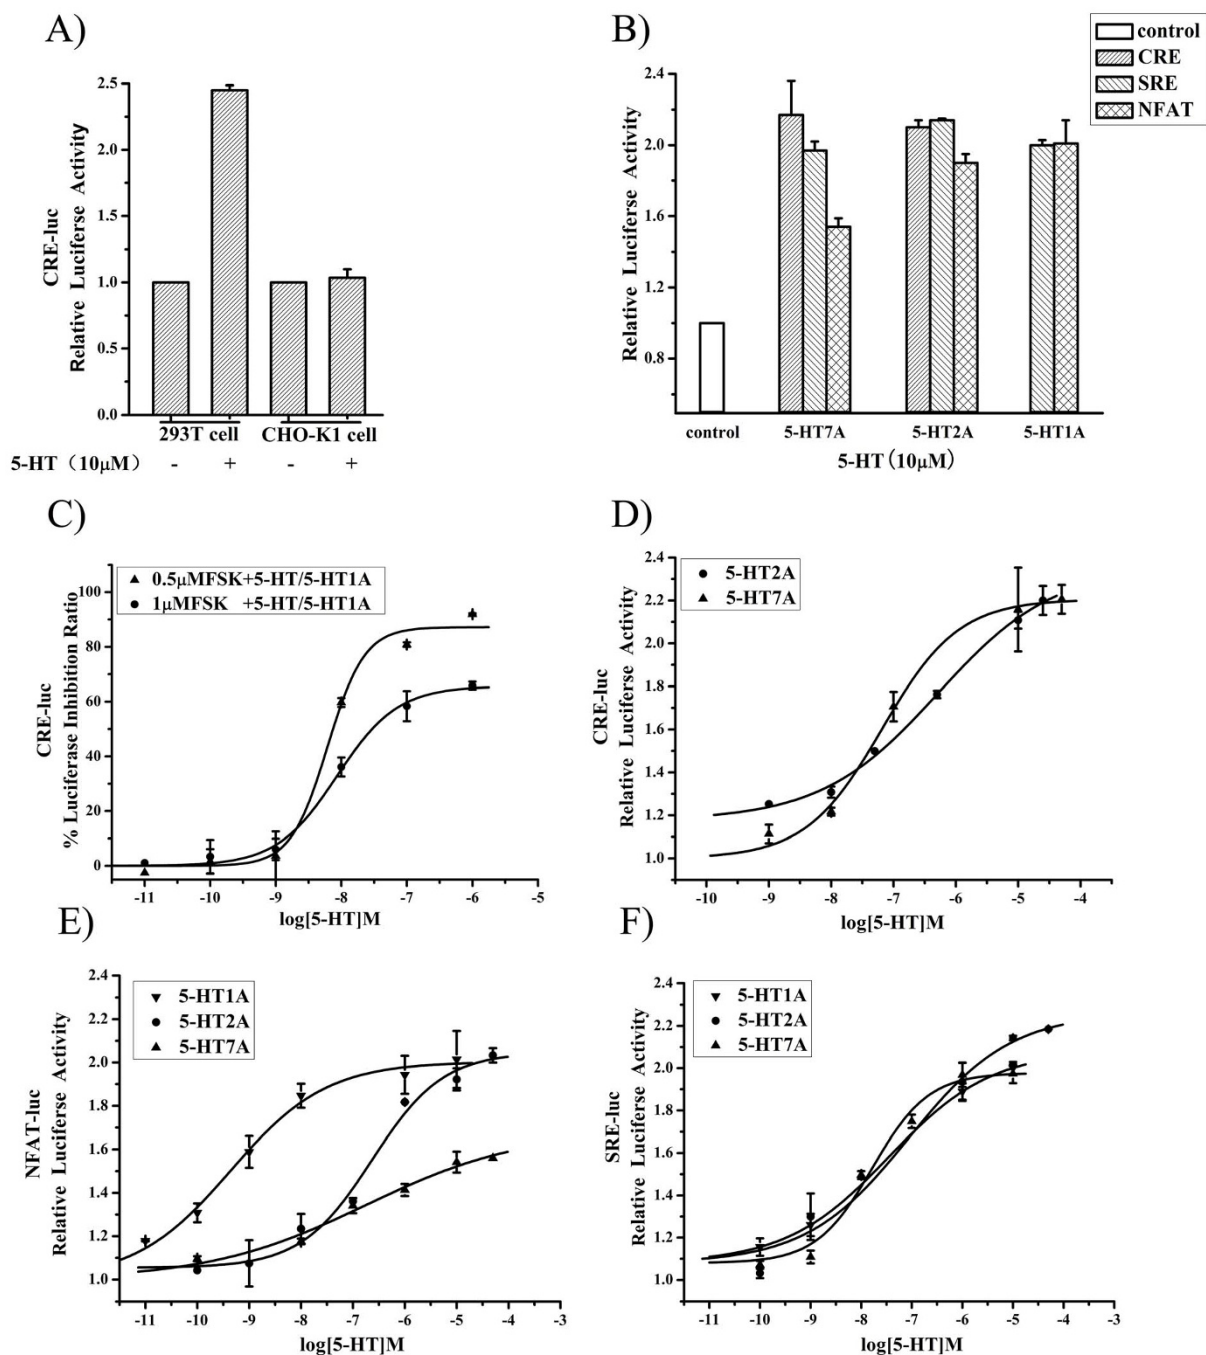 A)
CRE-luc
Relative Luciferse Activity
2.5
2.0
1.5
1.0
0.5
0.0
293T cell
CHO-K1 cell
5-HT (10μM)
-
+
-
+
B)
control
CRE
SRE
NFAT
Relative Luciferse Activity
2.4
2.0
1.6
1.2
0.8
control
5-HT7A
5-HT2A
5-HT1A
5-HT(10μM)
C)
0.5μMFSK+5-HT/5-HT1A
1μMFSK +5-HT/5-HT1A
CRE-luc
% Luciferase Inhibition Ratio
100
80
60
40
20
0
-11
-10
-9
-8
-7
-6
-5
log[5-HT]M
D)
5-HT2A
5-HT7A
CRE-luc
Relative Luciferse Activity
2.4
2.2
2.0
1.8
1.6
1.4
1.2
1.0
-10
-9
-8
-7
-6
-5
-4
log[5-HT]M
E)
5-HT1A
5-HT2A
5-HT7A
NFAT-luc
Relative Luciferse Activity
2.4
2.2
2.0
1.8
1.6
1.4
1.2
1.0
-11
-10
-9
-8
-7
-6
-5
-4
-3
log[5-HT]M
F)
5-HT1A
5-HT2A
5-HT7A
SRE-luc
Relative Luciferse Activity
2.4
2.2
2.0
1.8
1.6
1.4
1.2
1.0
-11
-10
-9
-8
-7
-6
-5
-4
-3
log[5-HT]M